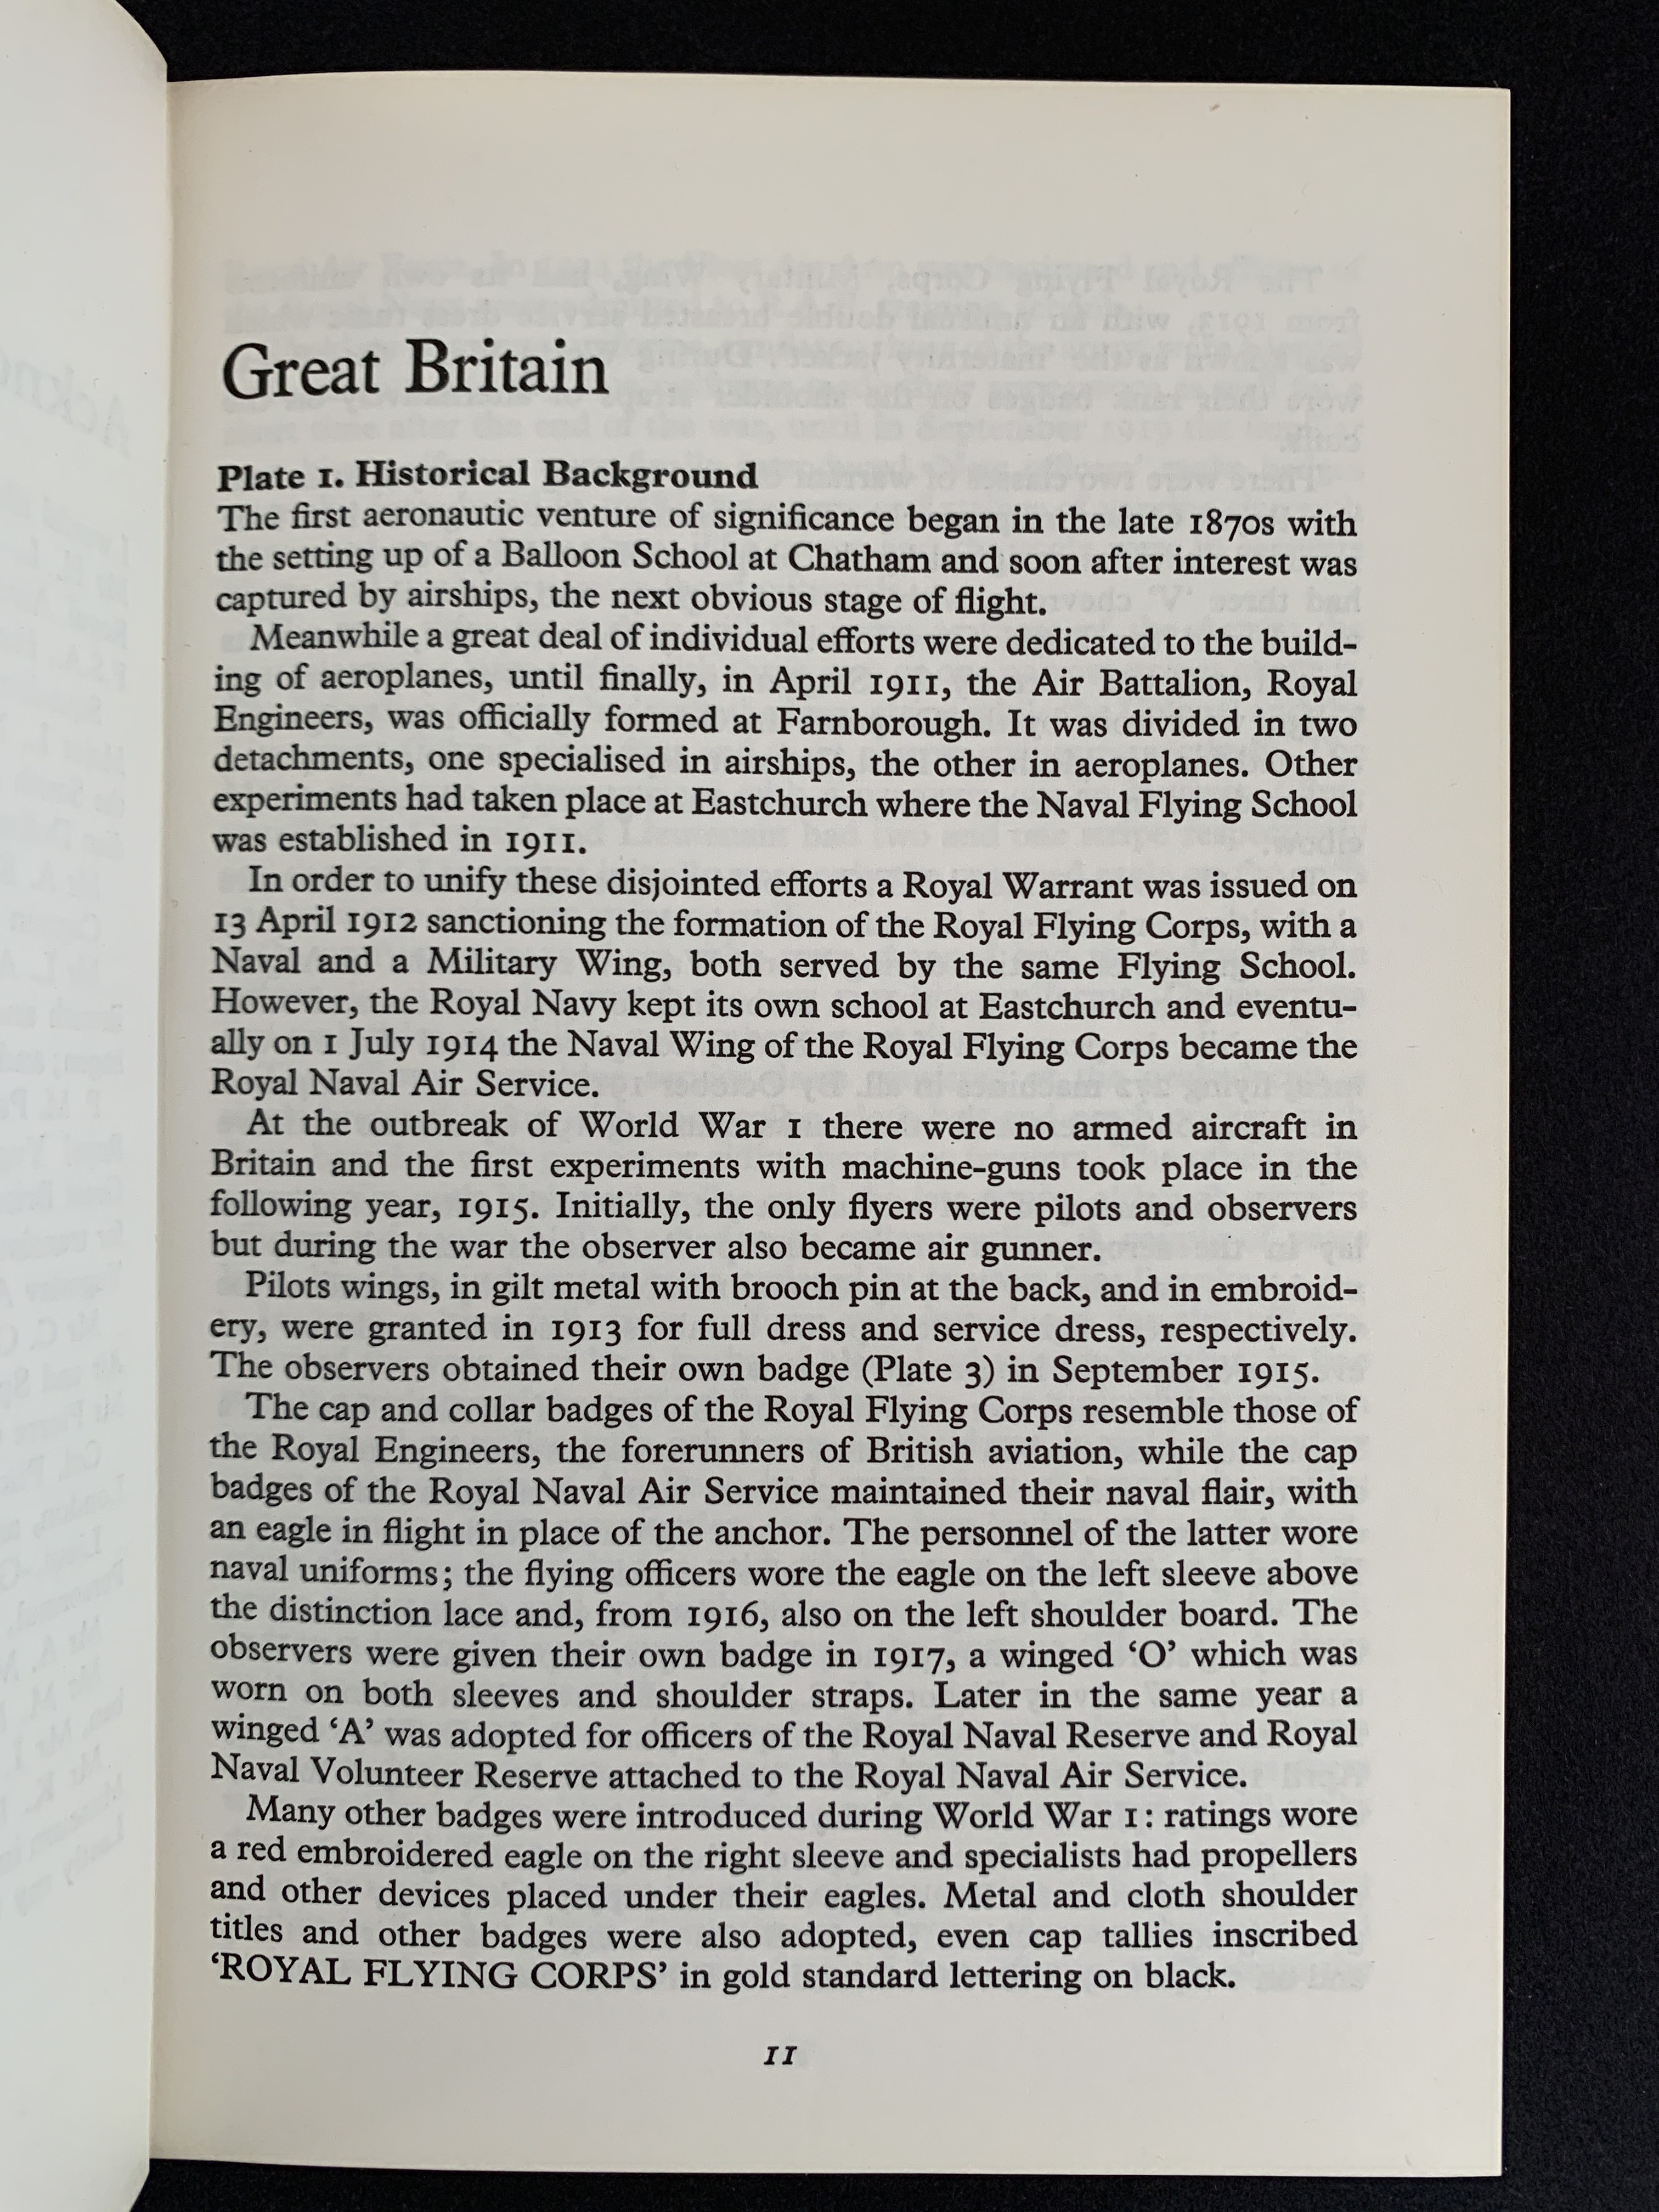 Great Britain
Plate 1. Historical Background
The first aeronautic venture of significance began in the late 1870s with
the setting up of a Balloon School at Chatham and soon after interest was
captured by airships, the next obvious stage of flight.
Meanwhile a great deal of individual efforts were dedicated to the build-
ing of aeroplanes, until finally, in April 1911, the Air Battalion, Royal
Engineers, was officially formed at Farnborough. It was divided in two
detachments, one specialised in airships, the other in aeroplanes. Other
experiments had taken place at Eastchurch where the Naval Flying School
was established in 1911.
In order to unify these disjointed efforts a Royal Warrant was issued on
13 April 1912 sanctioning the formation of the Royal Flying Corps, with a
Naval and a Military Wing, both served by the same Flying School.
However, the Royal Navy kept its own school at Eastchurch and eventu-
ally on 1 July 1914 the Naval Wing of the Royal Flying Corps became the
Royal Naval Air Service.
At the outbreak of World War 1 there were no armed aircraft in
Britain and the first experiments with machine-guns took place in the
following year, 1915. Initially, the only flyers were pilots and observers
but during the war the observer also became air gunner.
Pilots wings, in gilt metal with brooch pin at the back, and in embroid-
ery, were granted in 1913 for full dress and service dress, respectively.
The observers obtained their own badge (Plate 3) in September 1915.
The cap and collar badges of the Royal Flying Corps resemble those of
the Royal Engineers, the forerunners of British aviation, while the cap
badges of the Royal Naval Air Service maintained their naval flair, with
an eagle in flight in place of the anchor. The personnel of the latter wore
naval uniforms; the flying officers wore the eagle on the left sleeve above
the distinction lace and, from 1916, also on the left shoulder board. The
observers were given their own badge in 1917, a winged ‘O’ which was
worn on both sleeves and shoulder straps. Later in the same year a
winged ‘A’ was adopted for officers of the Royal Naval Reserve and Royal
Naval Volunteer Reserve attached to the Royal Naval Air Service.
Many other badges were introduced during World War 1: ratings wore
a red embroidered eagle on the right sleeve and specialists had propellers
and other devices placed under their eagles. Metal and cloth shoulder
titles and other badges were also adopted, even cap tallies inscribed
‘ROYAL FLYING CORPS’ in gold standard lettering on black.
11